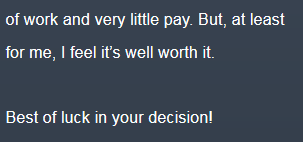 of work and very little pay. But, at least
for me, I feel it’s well worth it.
Best of luck in your decision!